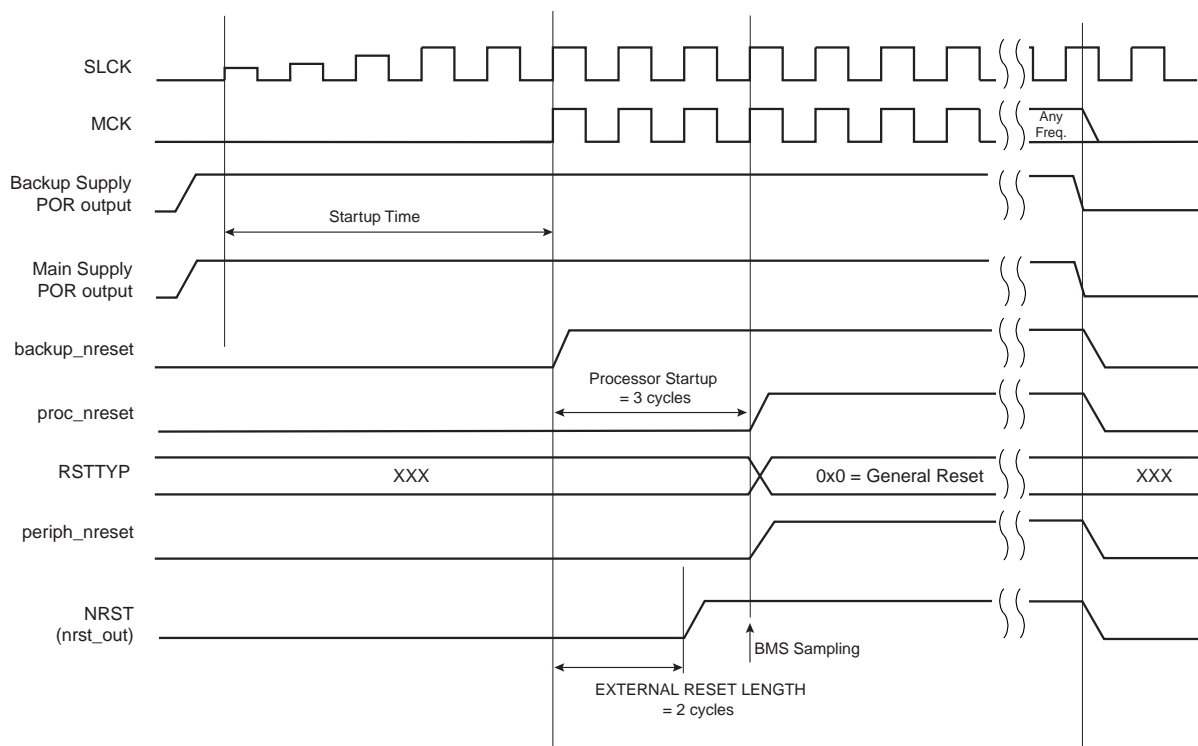 SLCK
MCK
Any
Freq.
Backup Supply
POR output
Startup Time
Main Supply
POR output
backup_nreset
Processor Startup
= 3 cycles
proc_nreset
RSTTYP
XXX
0x0 = General Reset
XXX
periph_nreset
NRST
(nrst_out)
BMS Sampling
EXTERNAL RESET LENGTH
= 2 cycles